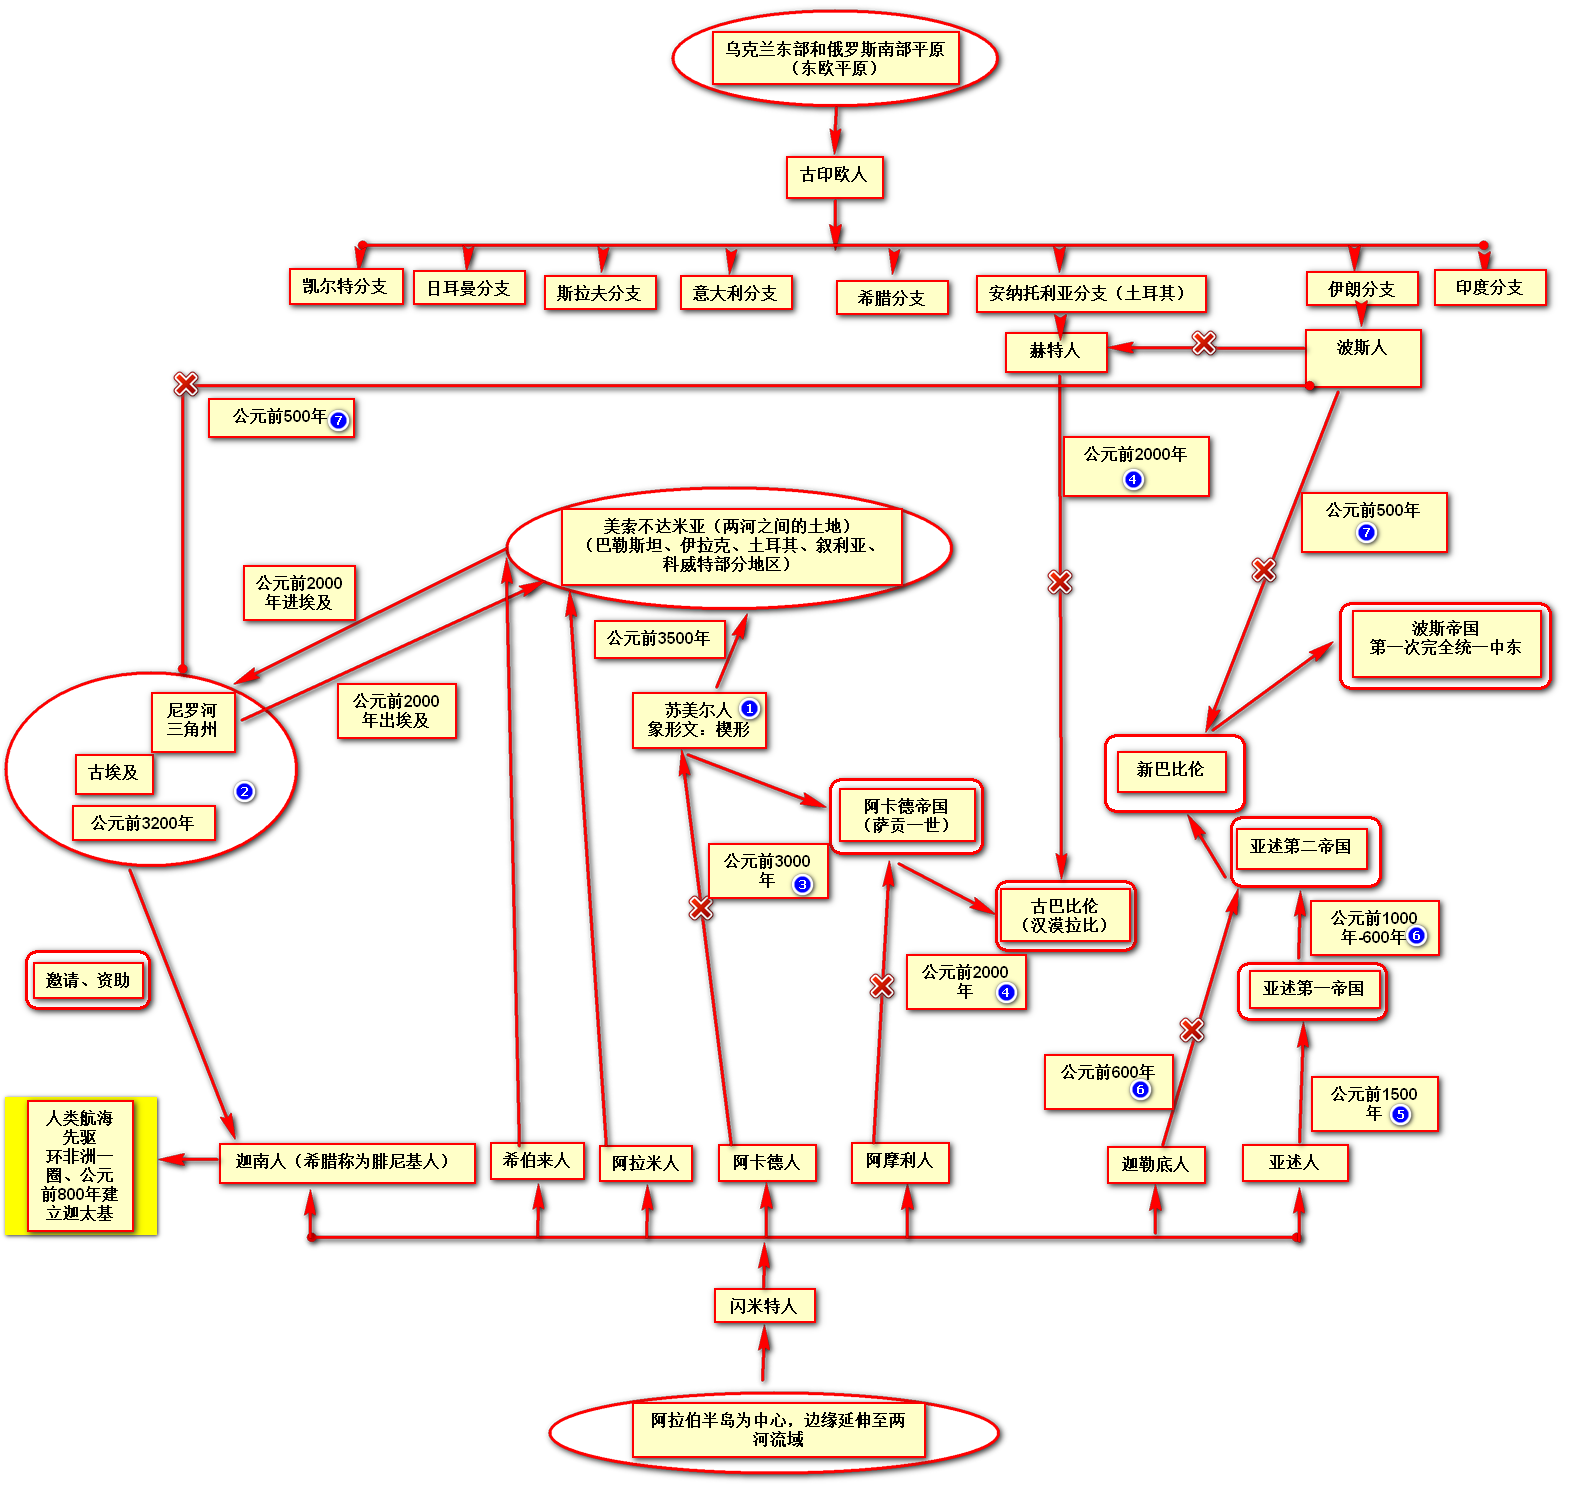 乌克兰东部和俄罗斯南部平原
（东欧平原）
古印欧人
凯尔特分支
日耳曼分支
斯拉夫分支
意大利分支
希腊分支
安纳托利亚分支（土耳其）
伊朗分支
印度分支
赫特人
波斯人
公元前500年
7
公元前2000年
4
公元前500年
7
美索不达米亚（两河之间的土地）
（巴勒斯坦、伊拉克、土耳其、叙利亚、
科威特部分地区）
公元前2000
年进埃及
公元前3500年
波斯帝国
第一次完全统一中东
公元前2000
年出埃及
尼罗河
三角州
古埃及
2
公元前3200年
苏美尔人
1
象形文：楔形
新巴比伦
阿卡德帝国
（萨贡一世）
公元前3000
年
3
亚述第二帝国
古巴比伦
（汉漠拉比）
公元前1000
年-600年
6
公元前2000
年
4
邀请、资助
亚述第一帝国
公元前600年
6
公元前1500
年
5
人类航海
先驱
环非洲一
圈、公元
前800年建
立迦太基
迦南人（希腊称为腓尼基人）
希伯来人
阿拉米人
阿卡德人
阿摩利人
迦勒底人
亚述人
闪米特人
阿拉伯半岛为中心，边缘延伸至两
河流域